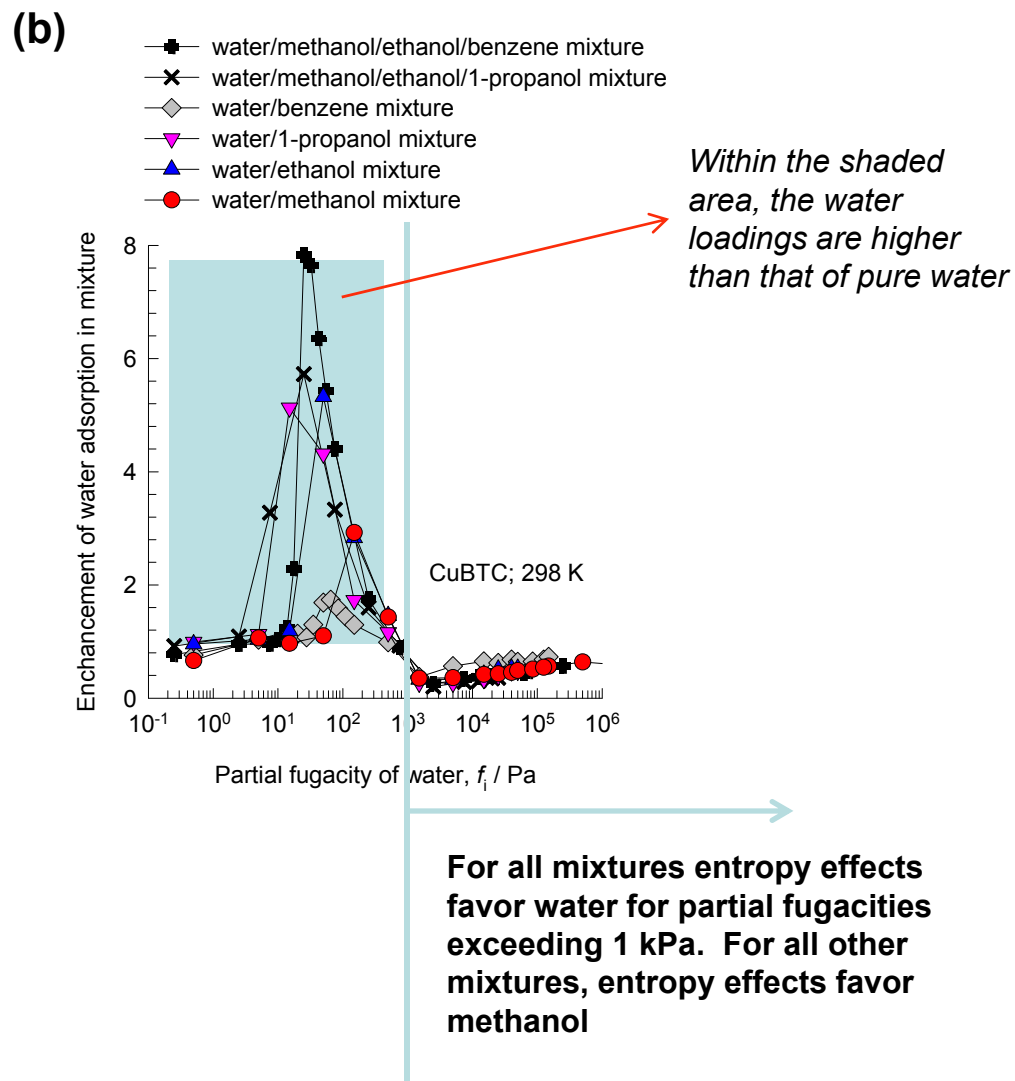 (b)
water/methanol/ethanol/benzene mixture
water/methanol/ethanol/1-propanol mixture
water/benzene mixture
water/1-propanol mixture
water/ethanol mixture
water/methanol mixture
Within the shaded
area, the water
loadings are higher
than that of pure water
Enchancement of water adsorption in mixture
8
6
4
2
0
CuBTC; 298 K
10-1 100 101 102 103 104 105 106
Partial fugacity of water, fi / Pa
For all mixtures entropy effects
favor water for partial fugacities
exceeding 1 kPa. For all other
mixtures, entropy effects favor
methanol